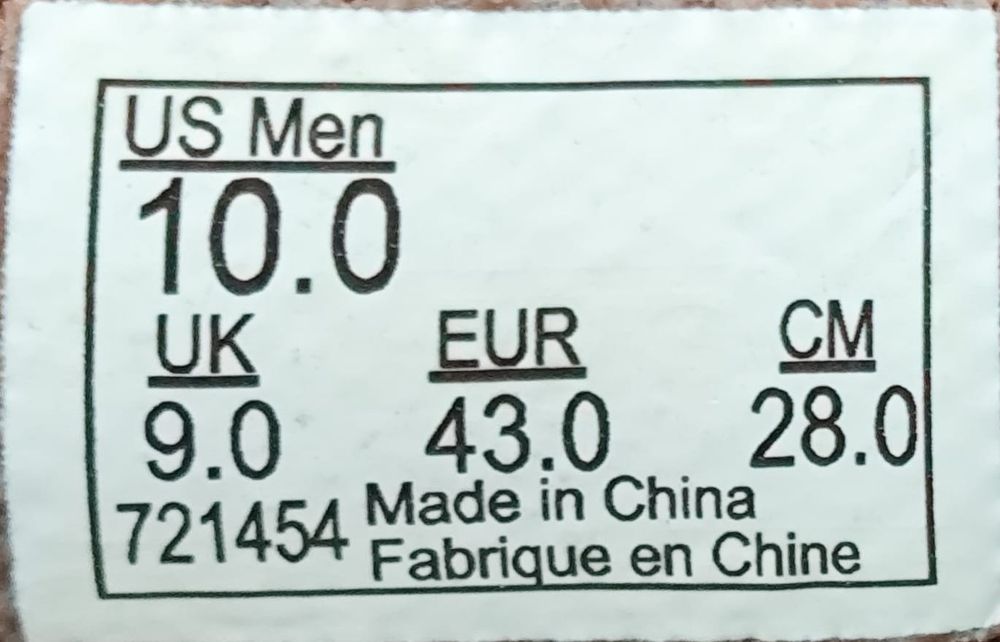 US Men
10.0
UK EUR CM
9.0 43.0 28.0
721454 Made in China
Fabrique en Chine